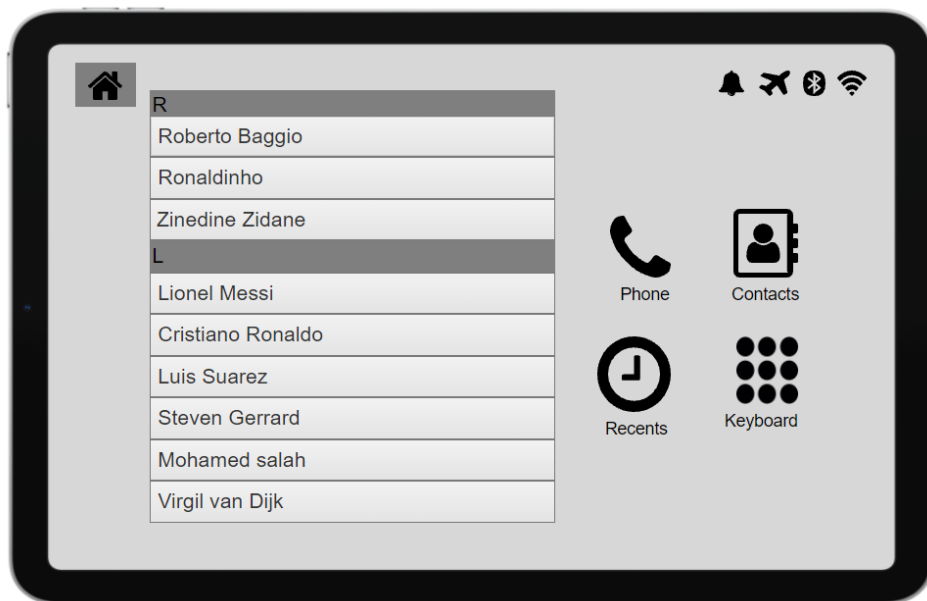 R
Roberto Baggio
Ronaldinho
Zinedine Zidane
L
Lionel Messi
Cristiano Ronaldo
Luis Suarez
Steven Gerrard
Mohamed salah
Virgil van Dijk
Phone
Contacts
Recents
Keyboard